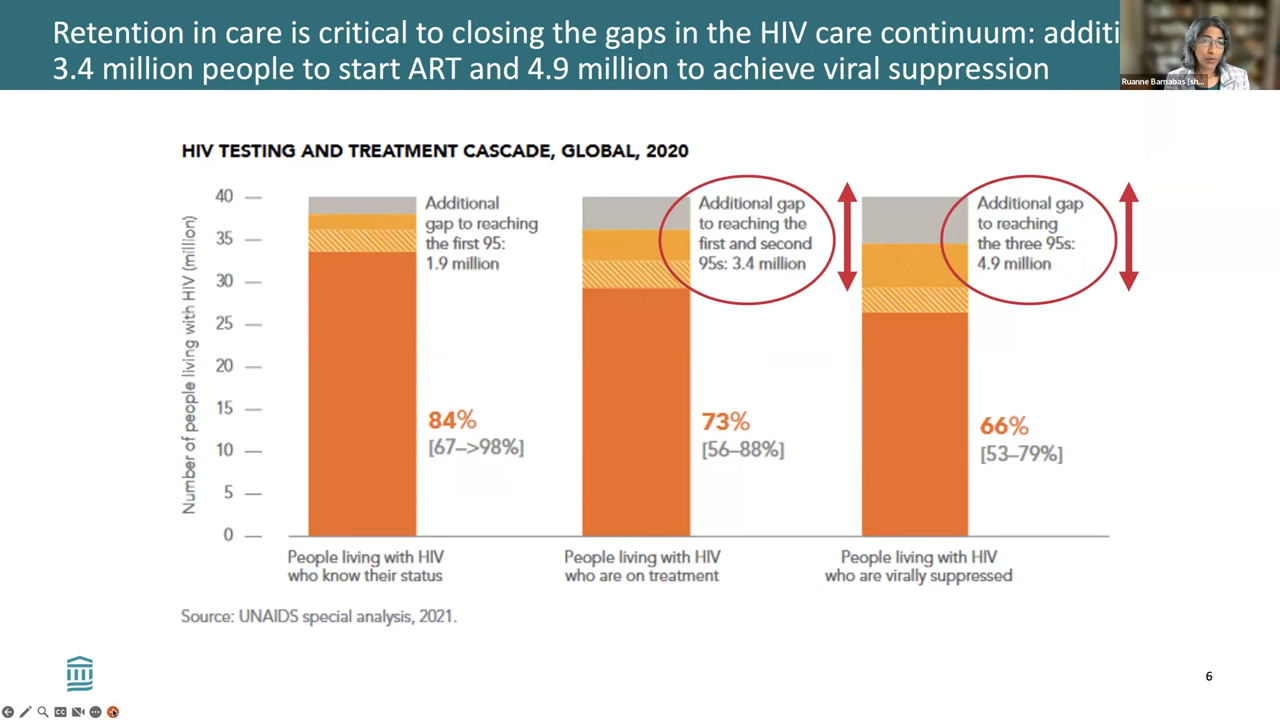 Retention in care is critical to closing the gaps in the HIV care continuum: additi
3.4 million people to start ART and 4.9 million to achieve viral suppression
Ruanne Barnabas (sh...
HIV TESTING AND TREATMENT CASCADE, GLOBAL, 2020
Number of people living with HIV (million)
40
35
30
25
20
15
10
5
0
Additional
gap to reaching
the first 95:
1.9 million
84%
[67–>98%]
Additional gap
to reaching the
first and second
95s: 3.4 million
73%
[56–88%]
Additional gap
to reaching
the three 95s:
4.9 million
66%
[53–79%]
People living with HIV
who know their status
People living with HIV
who are on treatment
People living with HIV
who are virally suppressed
Source: UNAIDS special analysis, 2021.
6
CC